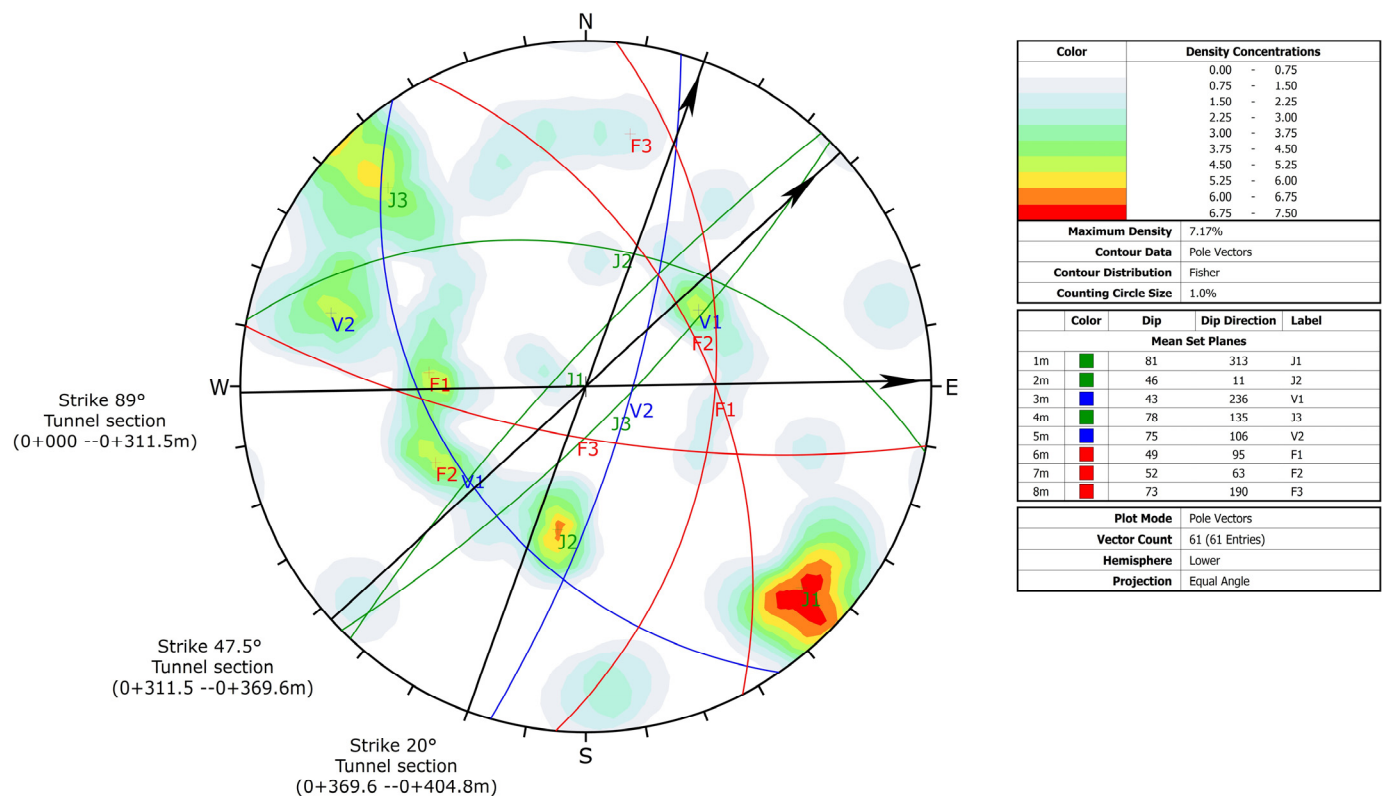 N
F3
J3
J2
V2
V1
F2
W
F1
J1
E
V2
F1
J3
F3
F2
V1
J2
J1
S
Strike 89°
Tunnel section
(0+000 --0+311.5m)
Strike 47.5°
Tunnel section
(0+311.5 --0+369.6m)
Strike 20°
Tunnel section
(0+369.6 --0+404.8m)
Color Density Concentrations
0.00 - 0.75
0.75 - 1.50
1.50 - 2.25
2.25 - 3.00
3.00 - 3.75
3.75 - 4.50
4.50 - 5.25
5.25 - 6.00
6.00 - 6.75
6.75 - 7.50
Maximum Density 7.17%
Contour Data Pole Vectors
Contour Distribution Fisher
Counting Circle Size 1.0%
Color Dip Dip Direction Label
Mean Set Planes
1m 81 313 J1
2m 46 11 J2
3m 43 236 V1
4m 78 135 J3
5m 75 106 V2
6m 49 95 F1
7m 52 63 F2
8m 73 190 F3
Plot Mode Pole Vectors
Vector Count 61 (61 Entries)
Hemisphere Lower
Projection Equal Angle